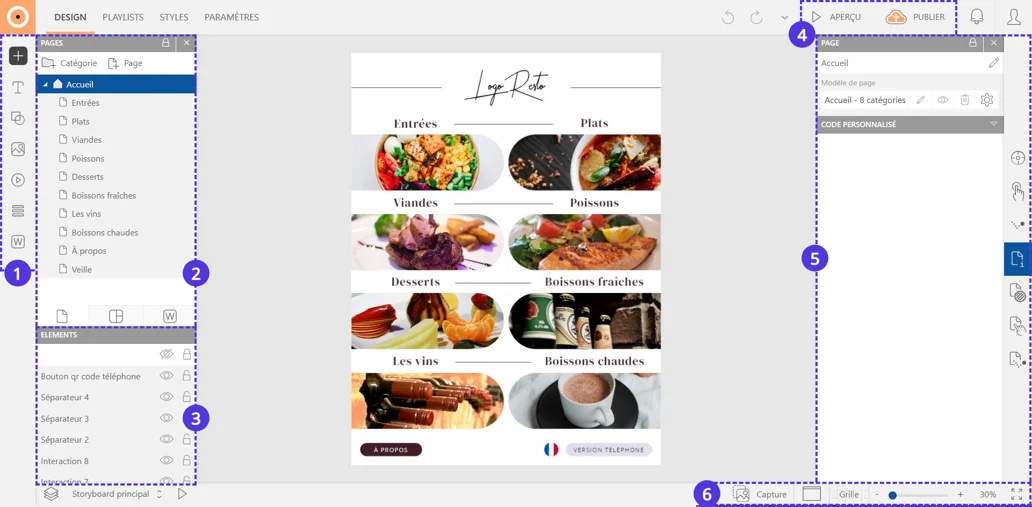 DESIGN PLAYLISTS STYLES PARAMÈTRES
APERÇU PUBLIER
4
PAGES
Catégorie Page
Accueil
Entrées
Plats
Viandes
Poissons
Desserts
Boissons fraîches
Les vins
Boissons chaudes
À propos
Veille
W
1
2
W
ELEMENTS
Bouton qr code téléphone
Séparateur 4
Séparateur 3
Séparateur 2
Interaction 8
Interaction 7
3
Storyboard principal
Logo Resto
Entrées Plats
Viandes Poissons
Desserts Boissons fraîches
Les vins Boissons chaudes
À PROPOS VERSION TELEPHONE
PAGE
Accueil
Modèle de page
Accueil - 8 catégories
CODE PERSONNALISÉ
5
6
Capture Grille - + 30%